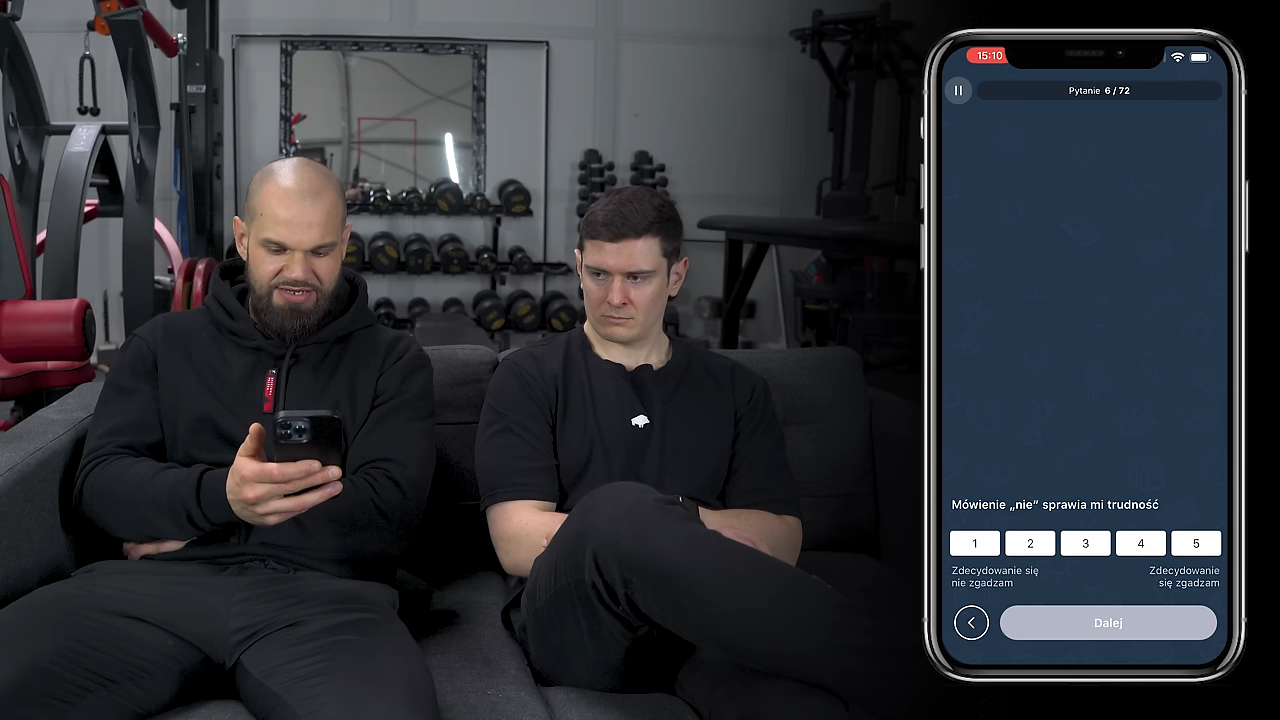 15:10
Pytanie 6 / 72
Mówienie „nie” sprawia mi trudność
1 2 3 4 5
Zdecydowanie się
nie zgadzam
Zdecydowanie
się zgadzam
Dalej